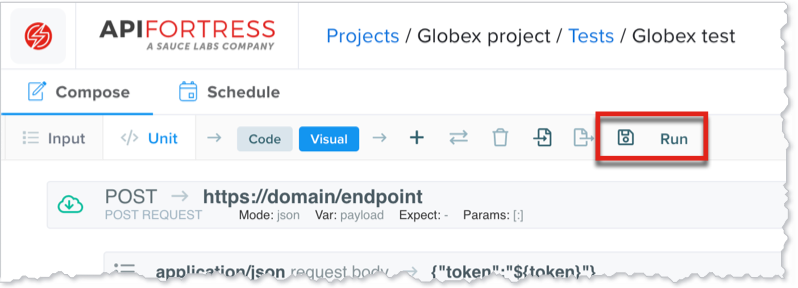 APIFORTRESS
A SAUCE LABS COMPANY
Projects / Globex project / Tests / Globex test
Compose Schedule
Input </> Unit → Code Visual → Run
POST → https://domain/endpoint
POST REQUEST Mode: json Var: payload Expect: - Params: [:]
application/json request body → {"token":"${token}"}